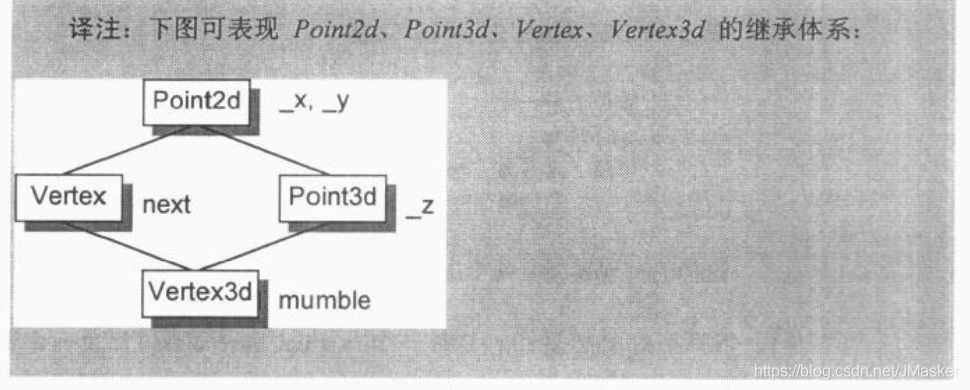 译注：下图可表现 Point2d、Point3d、Vertex、Vertex3d 的继承体系：
Point2d _x, _y
Vertex next
Point3d _z
Vertex3d mumble
https://blog.csdn.net/JMasker